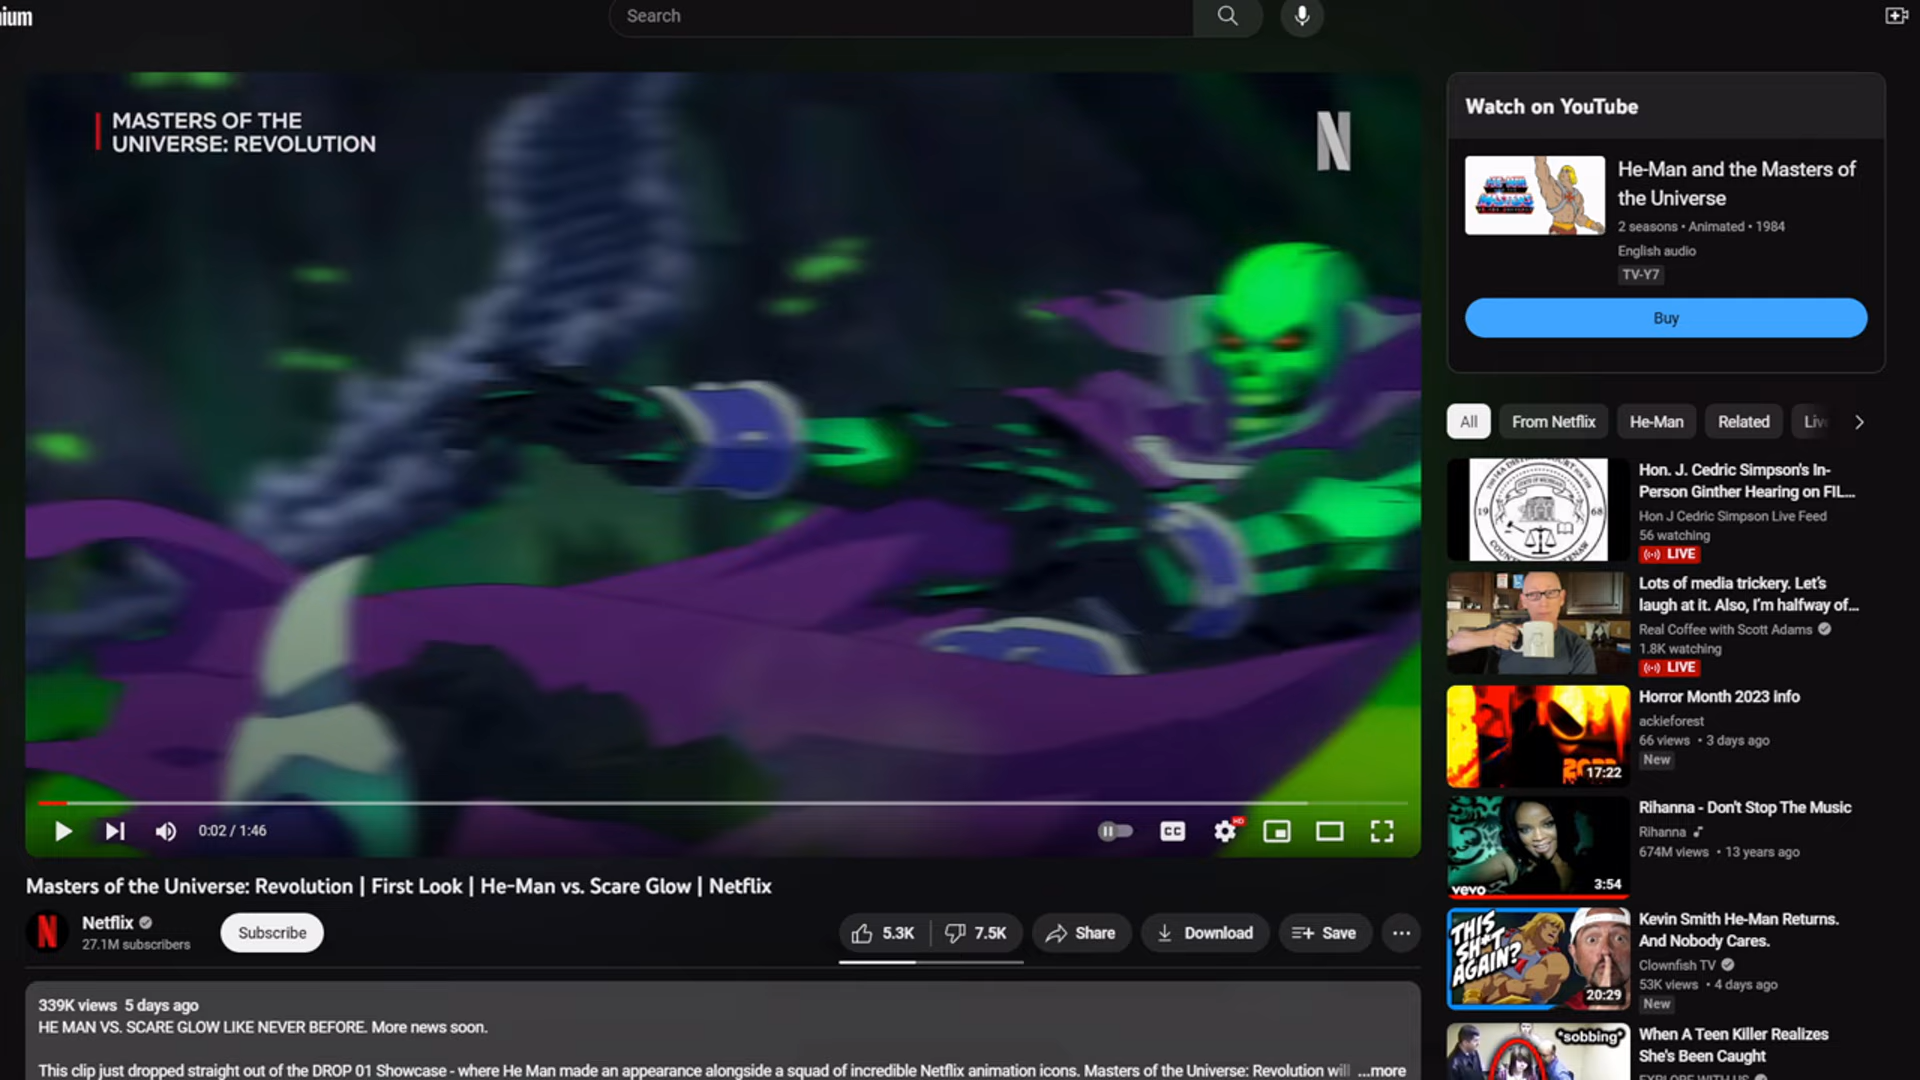 Search
MASTERS OF THE
UNIVERSE: REVOLUTION
N
0:02 / 1:46
CC
HD
Masters of the Universe: Revolution | First Look | He-Man vs. Scare Glow | Netflix
N
Netflix
27.1M subscribers
Subscribe
5.3K
7.5K
Share
Download
Save
339K views 5 days ago
HE MAN VS. SCARE GLOW LIKE NEVER BEFORE. More news soon.
This clip just dropped straight out of the DROP 01 Showcase - where He Man made an appearance alongside a squad of incredible Netflix animation icons. Masters of the Universe: Revolution will ...more
Watch on YouTube
He-Man and the Masters of
the Universe
2 seasons • Animated • 1984
English audio
TV-Y7
Buy
All
From Netflix
He-Man
Related
Hon. J. Cedric Simpson's In-
Person Ginther Hearing on FIL...
Hon J Cedric Simpson Live Feed
56 watching
LIVE
Lots of media trickery. Let's
laugh at it. Also, I'm halfway of...
Real Coffee with Scott Adams
1.8K watching
LIVE
17:22
Horror Month 2023 info
ackieforest
66 views • 3 days ago
New
vevo
3:54
Rihanna - Don't Stop The Music
Rihanna
674M views • 13 years ago
THIS
SH*T
AGAIN?
20:29
Kevin Smith He-Man Returns.
And Nobody Cares.
Clownfish TV
53K views • 4 days ago
New
*sobbing*
When A Teen Killer Realizes
She's Been Caught
EXPLORE WITH US